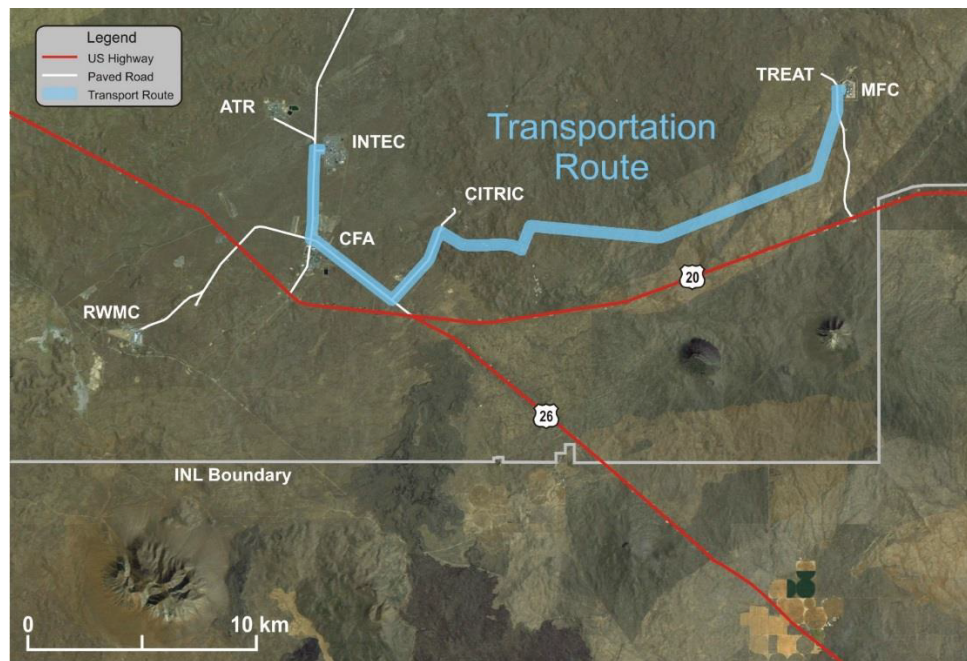 Legend
US Highway
Paved Road
Transport Route
TREAT
MFC
ATR
Transportation
Route
INTEC
CITRIC
CFA
20
RWMC
26
INL Boundary
0
10 km